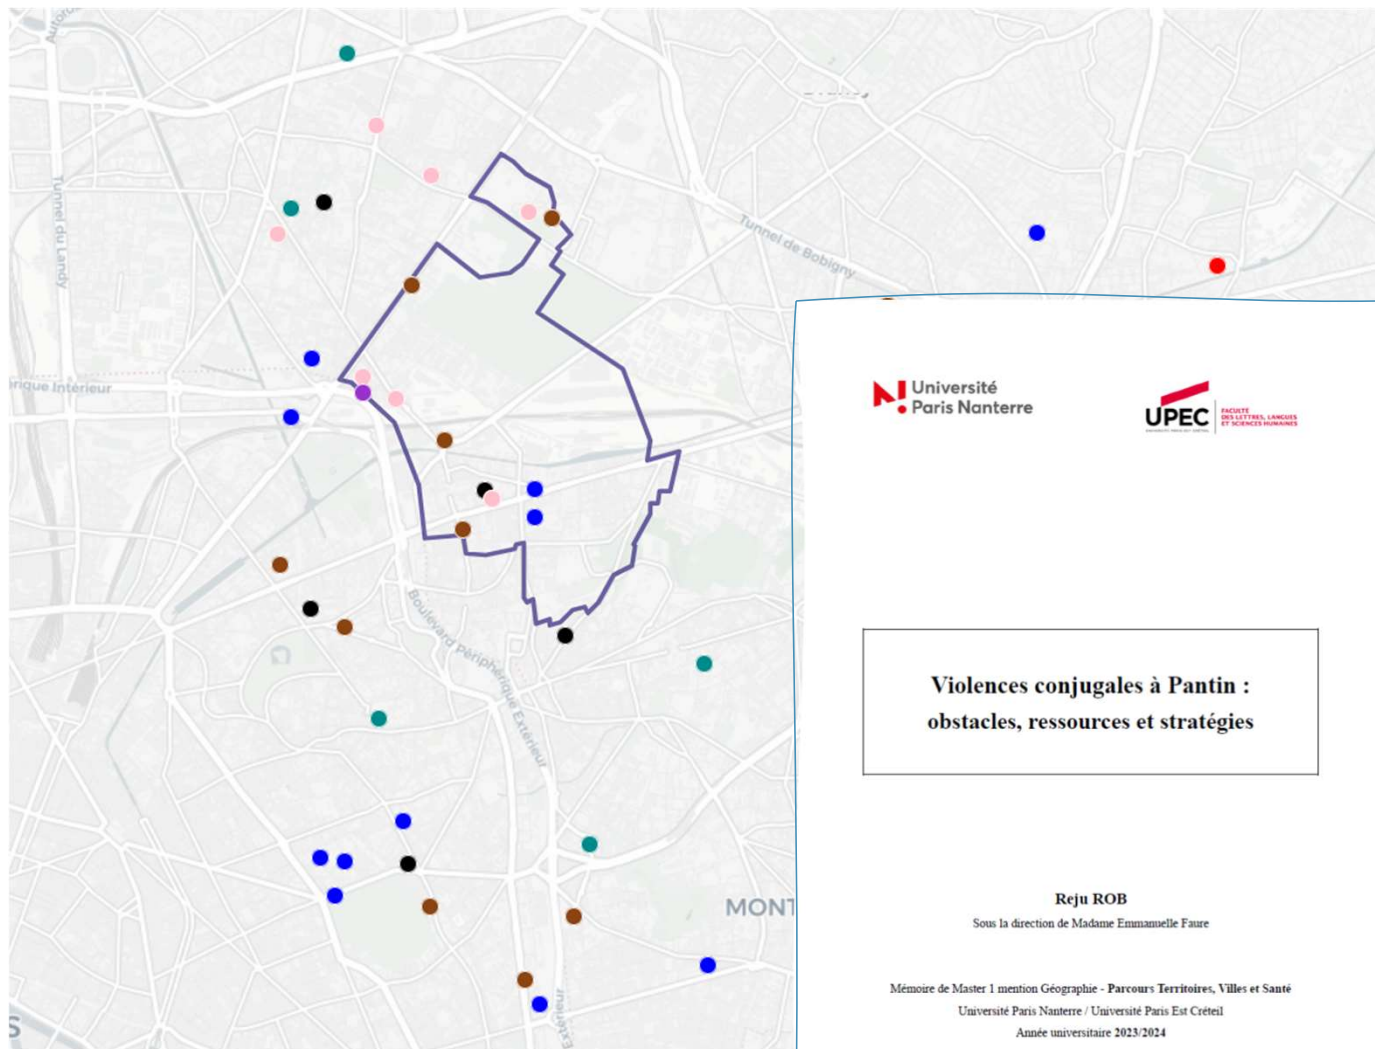 Tunnel du Landy
Tunnel de Bobigny
Boulevard Périphérique Extérieur
Extérieur
MONT
Université
Paris Nanterre
UPEC
FACULTÉ
DES LETTRES, LANGUES
ET SCIENCES HUMAINES
Violences conjugales à Pantin :
obstacles, ressources et stratégies
Reju ROB
Sous la direction de Madame Emmanuelle Faure
Mémoire de Master 1 mention Géographie - Parcours Territoires, Villes et Santé
Université Paris Nanterre / Université Paris Est Créteil
Année universitaire 2023/2024